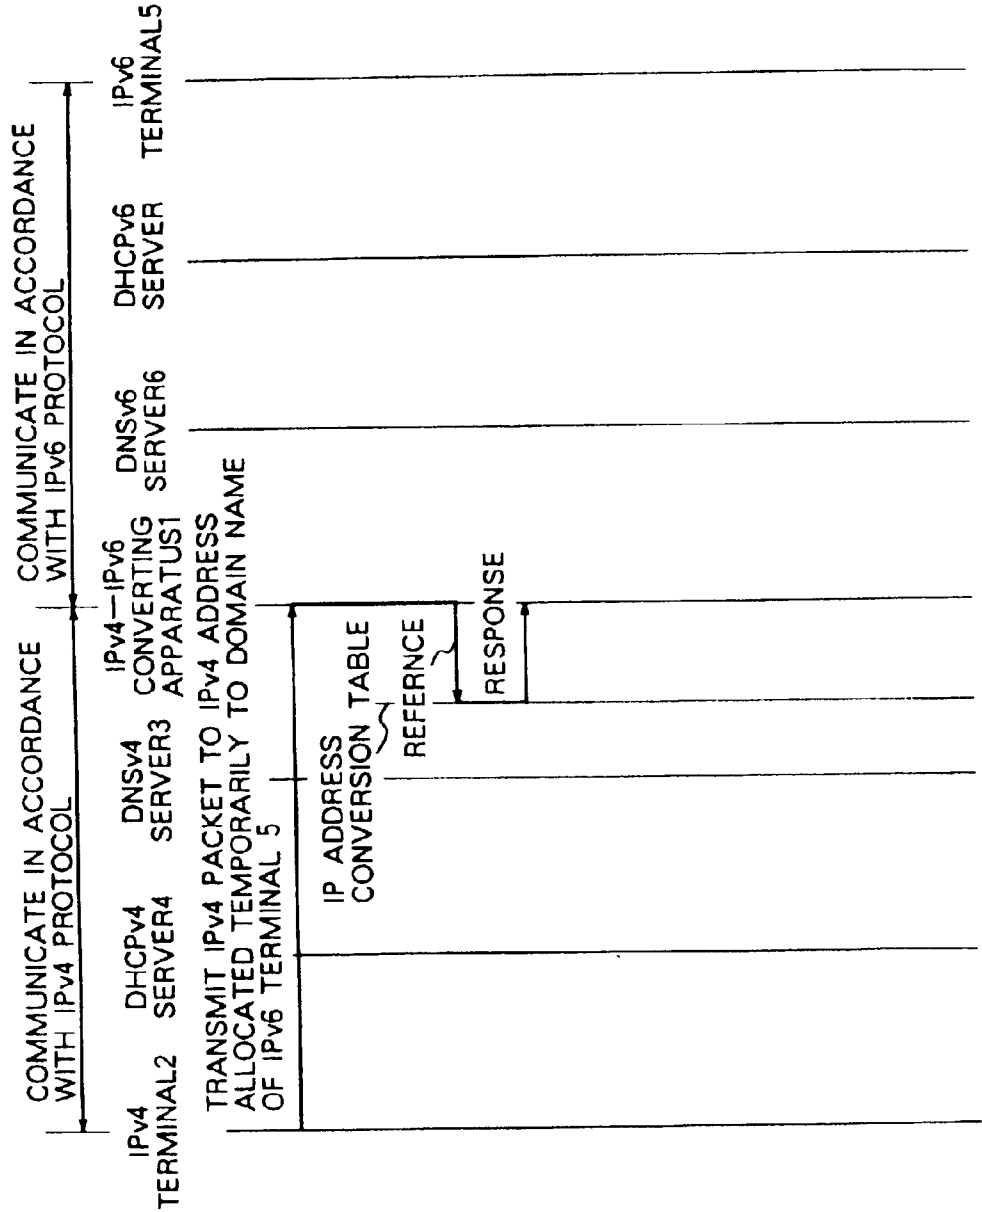 COMMUNICATE IN ACCORDANCE
WITH IPv4 PROTOCOL
COMMUNICATE IN ACCORDANCE
WITH IPv6 PROTOCOL
IPv4
TERMINAL2
DHCPv4
SERVER4
DNSv4
SERVER3
IPv4-IPv6
CONVERTING
APPARATUS1
DNSv6
SERVER6
DHCPv6
SERVER
IPv6
TERMINAL5
TRANSMIT IPv4 PACKET TO IPv4 ADDRESS
ALLOCATED TEMPORARILY TO DOMAIN NAME
OF IPv6 TERMINAL 5
IP ADDRESS
CONVERSION TABLE
REFERNCE
RESPONSE